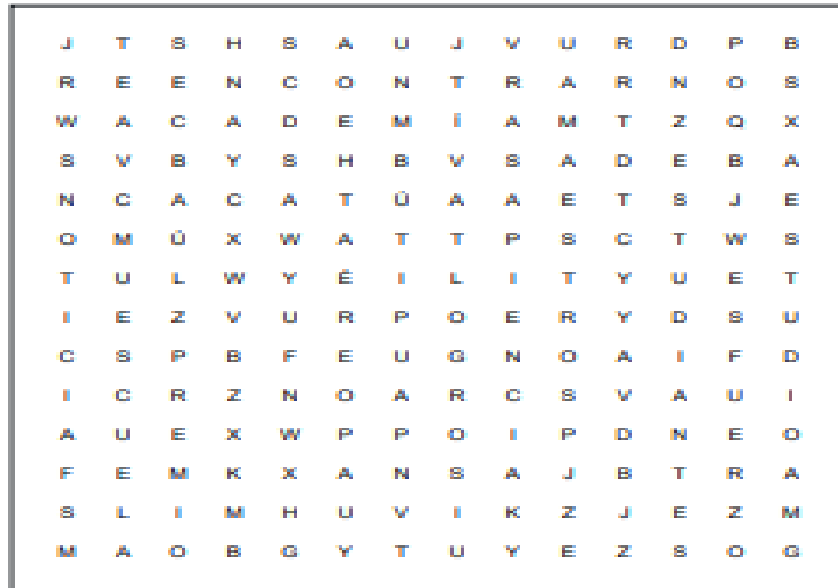 J T S H S A U J V U R D P B
R E E N C O N T R A R N O S
W A C A D E M Í A M T Z Q X
S V B Y S H B V S A D E B A
N C A C A T Ú A A E T S J E
O M Ú X W A T T P S C T W S
T U L W Y É I L I T Y U E T
I E Z V U R P O E R Y D S U
C S P B F E U G N O A I F D
I C R Z N O A R C S V A U I
A U E X W P P O I P D N E O
F E M K X A N S A J B T R A
S L I M H U V I K Z J E Z M
M A O B G Y T U Y E Z S O G